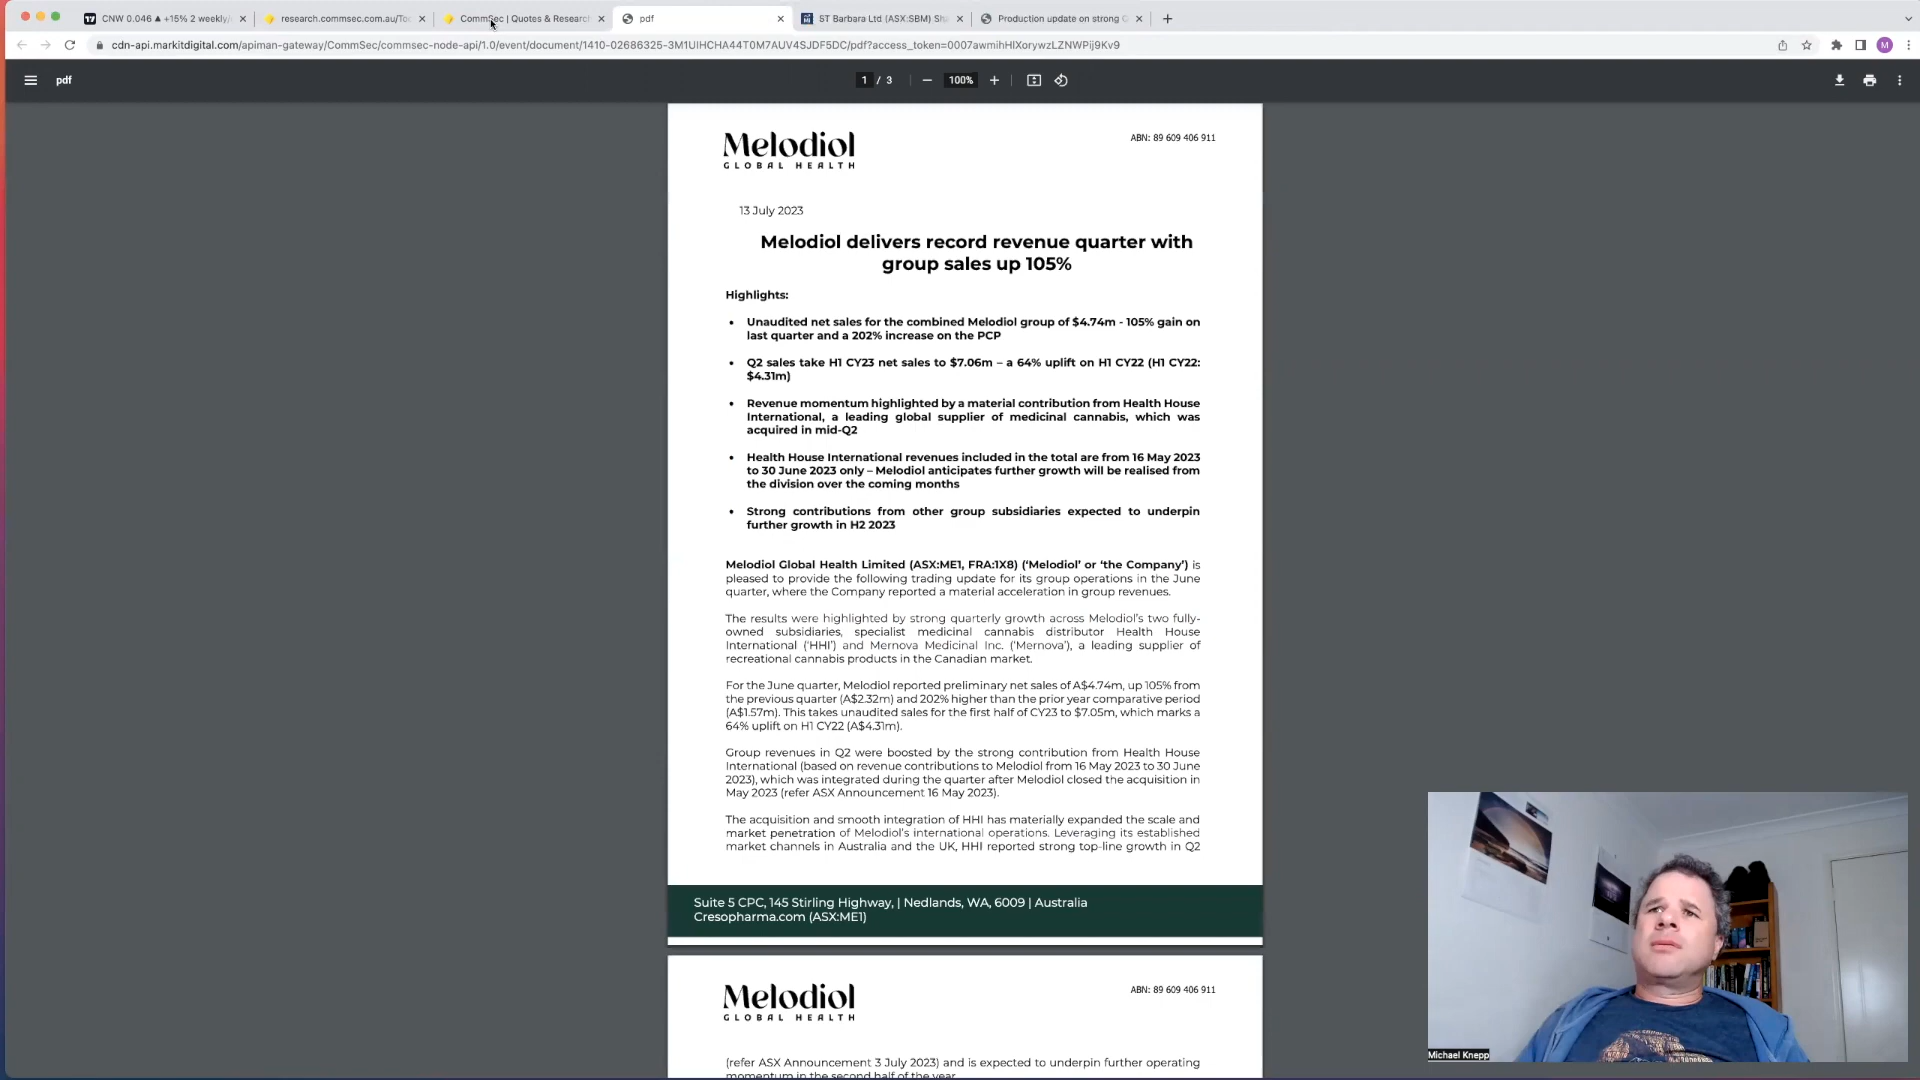 CNW 0.046 ▲ +15% 2 weekly
research.commsec.com.au/To
CommSec | Quotes & Research
pdf
ST Barbara Ltd (ASX:SBM) Sh
Production update on strong
cdn-api.markitdigital.com/apiman-gateway/CommSec/commsec-node-api/1.0/event/document/1410-02686325-3M1UIHCHA44T0M7AUV4SJDF5DC/pdf?access_token=0007awmihHIXorywzLZNWPij9Kv9
M
pdf
1 / 3
100%
Melodiol
GLOBAL HEALTH
ABN: 89 609 406 911
13 July 2023
Melodiol delivers record revenue quarter with
group sales up 105%
Highlights:
• Unaudited net sales for the combined Melodiol group of $4.74m - 105% gain on
last quarter and a 202% increase on the PCP
• Q2 sales take H1 CY23 net sales to $7.06m – a 64% uplift on H1 CY22 (H1 CY22:
$4.31m)
• Revenue momentum highlighted by a material contribution from Health House
International, a leading global supplier of medicinal cannabis, which was
acquired in mid-Q2
• Health House International revenues included in the total are from 16 May 2023
to 30 June 2023 only – Melodiol anticipates further growth will be realised from
the division over the coming months
• Strong contributions from other group subsidiaries expected to underpin
further growth in H2 2023
Melodiol Global Health Limited (ASX:ME1, FRA:1X8) (‘Melodiol’ or ‘the Company’) is
pleased to provide the following trading update for its group operations in the June
quarter, where the Company reported a material acceleration in group revenues.
The results were highlighted by strong quarterly growth across Melodiol’s two fully-
owned subsidiaries, specialist medicinal cannabis distributor Health House
International (‘HHI’) and Mernova Medicinal Inc. (‘Mernova’), a leading supplier of
recreational cannabis products in the Canadian market.
For the June quarter, Melodiol reported preliminary net sales of A$4.74m, up 105% from
the previous quarter (A$2.32m) and 202% higher than the prior year comparative period
(A$1.57m). This takes unaudited sales for the first half of CY23 to $7.05m, which marks a
64% uplift on H1 CY22 (A$4.31m).
Group revenues in Q2 were boosted by the strong contribution from Health House
International (based on revenue contributions to Melodiol from 16 May 2023 to 30 June
2023), which was integrated during the quarter after Melodiol closed the acquisition in
May 2023 (refer ASX Announcement 16 May 2023).
The acquisition and smooth integration of HHI has materially expanded the scale and
market penetration of Melodiol’s international operations. Leveraging its established
market channels in Australia and the UK, HHI reported strong top-line growth in Q2
Suite 5 CPC, 145 Stirling Highway, | Nedlands, WA, 6009 | Australia
Cresopharma.com (ASX:ME1)
Melodiol
GLOBAL HEALTH
ABN: 89 609 406 911
(refer ASX Announcement 3 July 2023) and is expected to underpin further operating
momentum in the second half of the year.
Michael Knepp